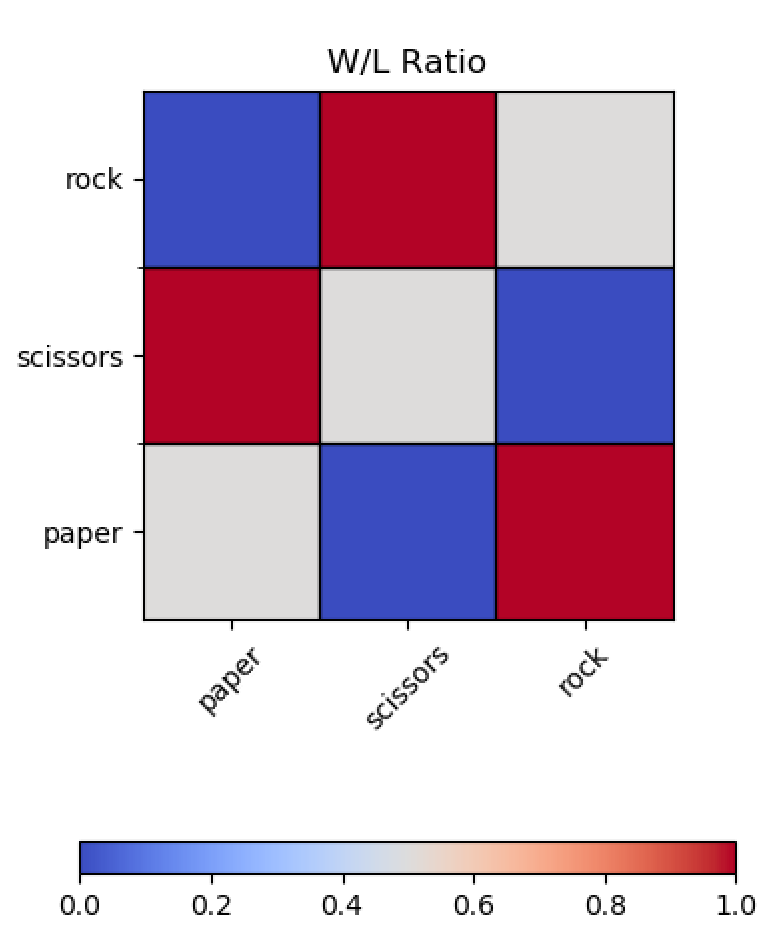 W/L Ratio
rock
scissors
paper
paper scissors rock
0.0 0.2 0.4 0.6 0.8 1.0